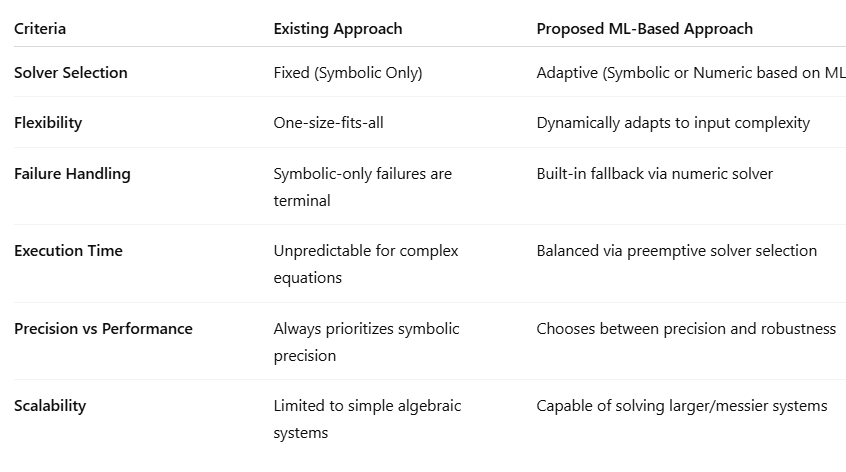 Criteria Existing Approach Proposed ML-Based Approach
Solver Selection Fixed (Symbolic Only) Adaptive (Symbolic or Numeric based on ML
Flexibility One-size-fits-all Dynamically adapts to input complexity
Failure Handling Symbolic-only failures are Built-in fallback via numeric solver
terminal
Execution Time Unpredictable for complex Balanced via preemptive solver selection
equations
Precision vs Performance Always prioritizes symbolic Chooses between precision and robustness
precision
Scalability Limited to simple algebraic Capable of solving larger/messier systems
systems